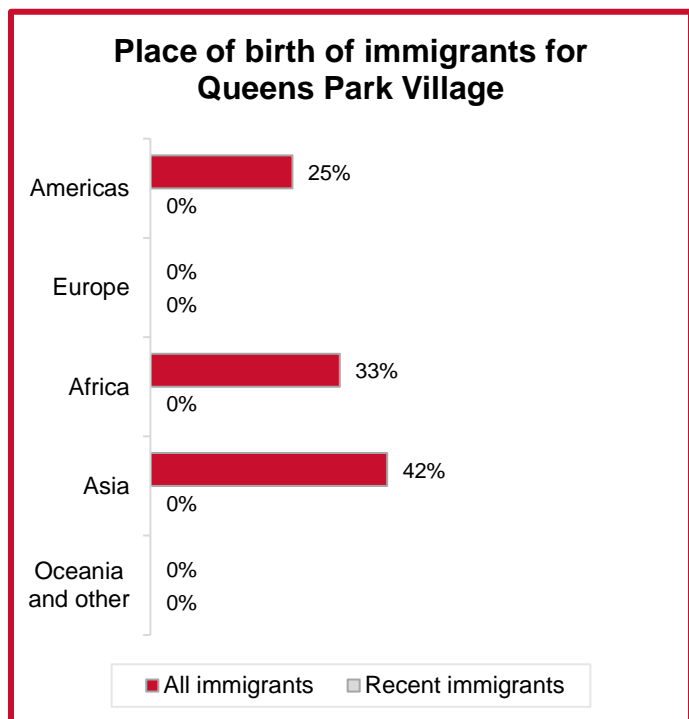 Place of birth of immigrants for
Queens Park Village
Americas
25%
0%
Europe
0%
0%
Africa
33%
0%
Asia
42%
0%
Oceania
and other
0%
0%
All immigrants
Recent immigrants